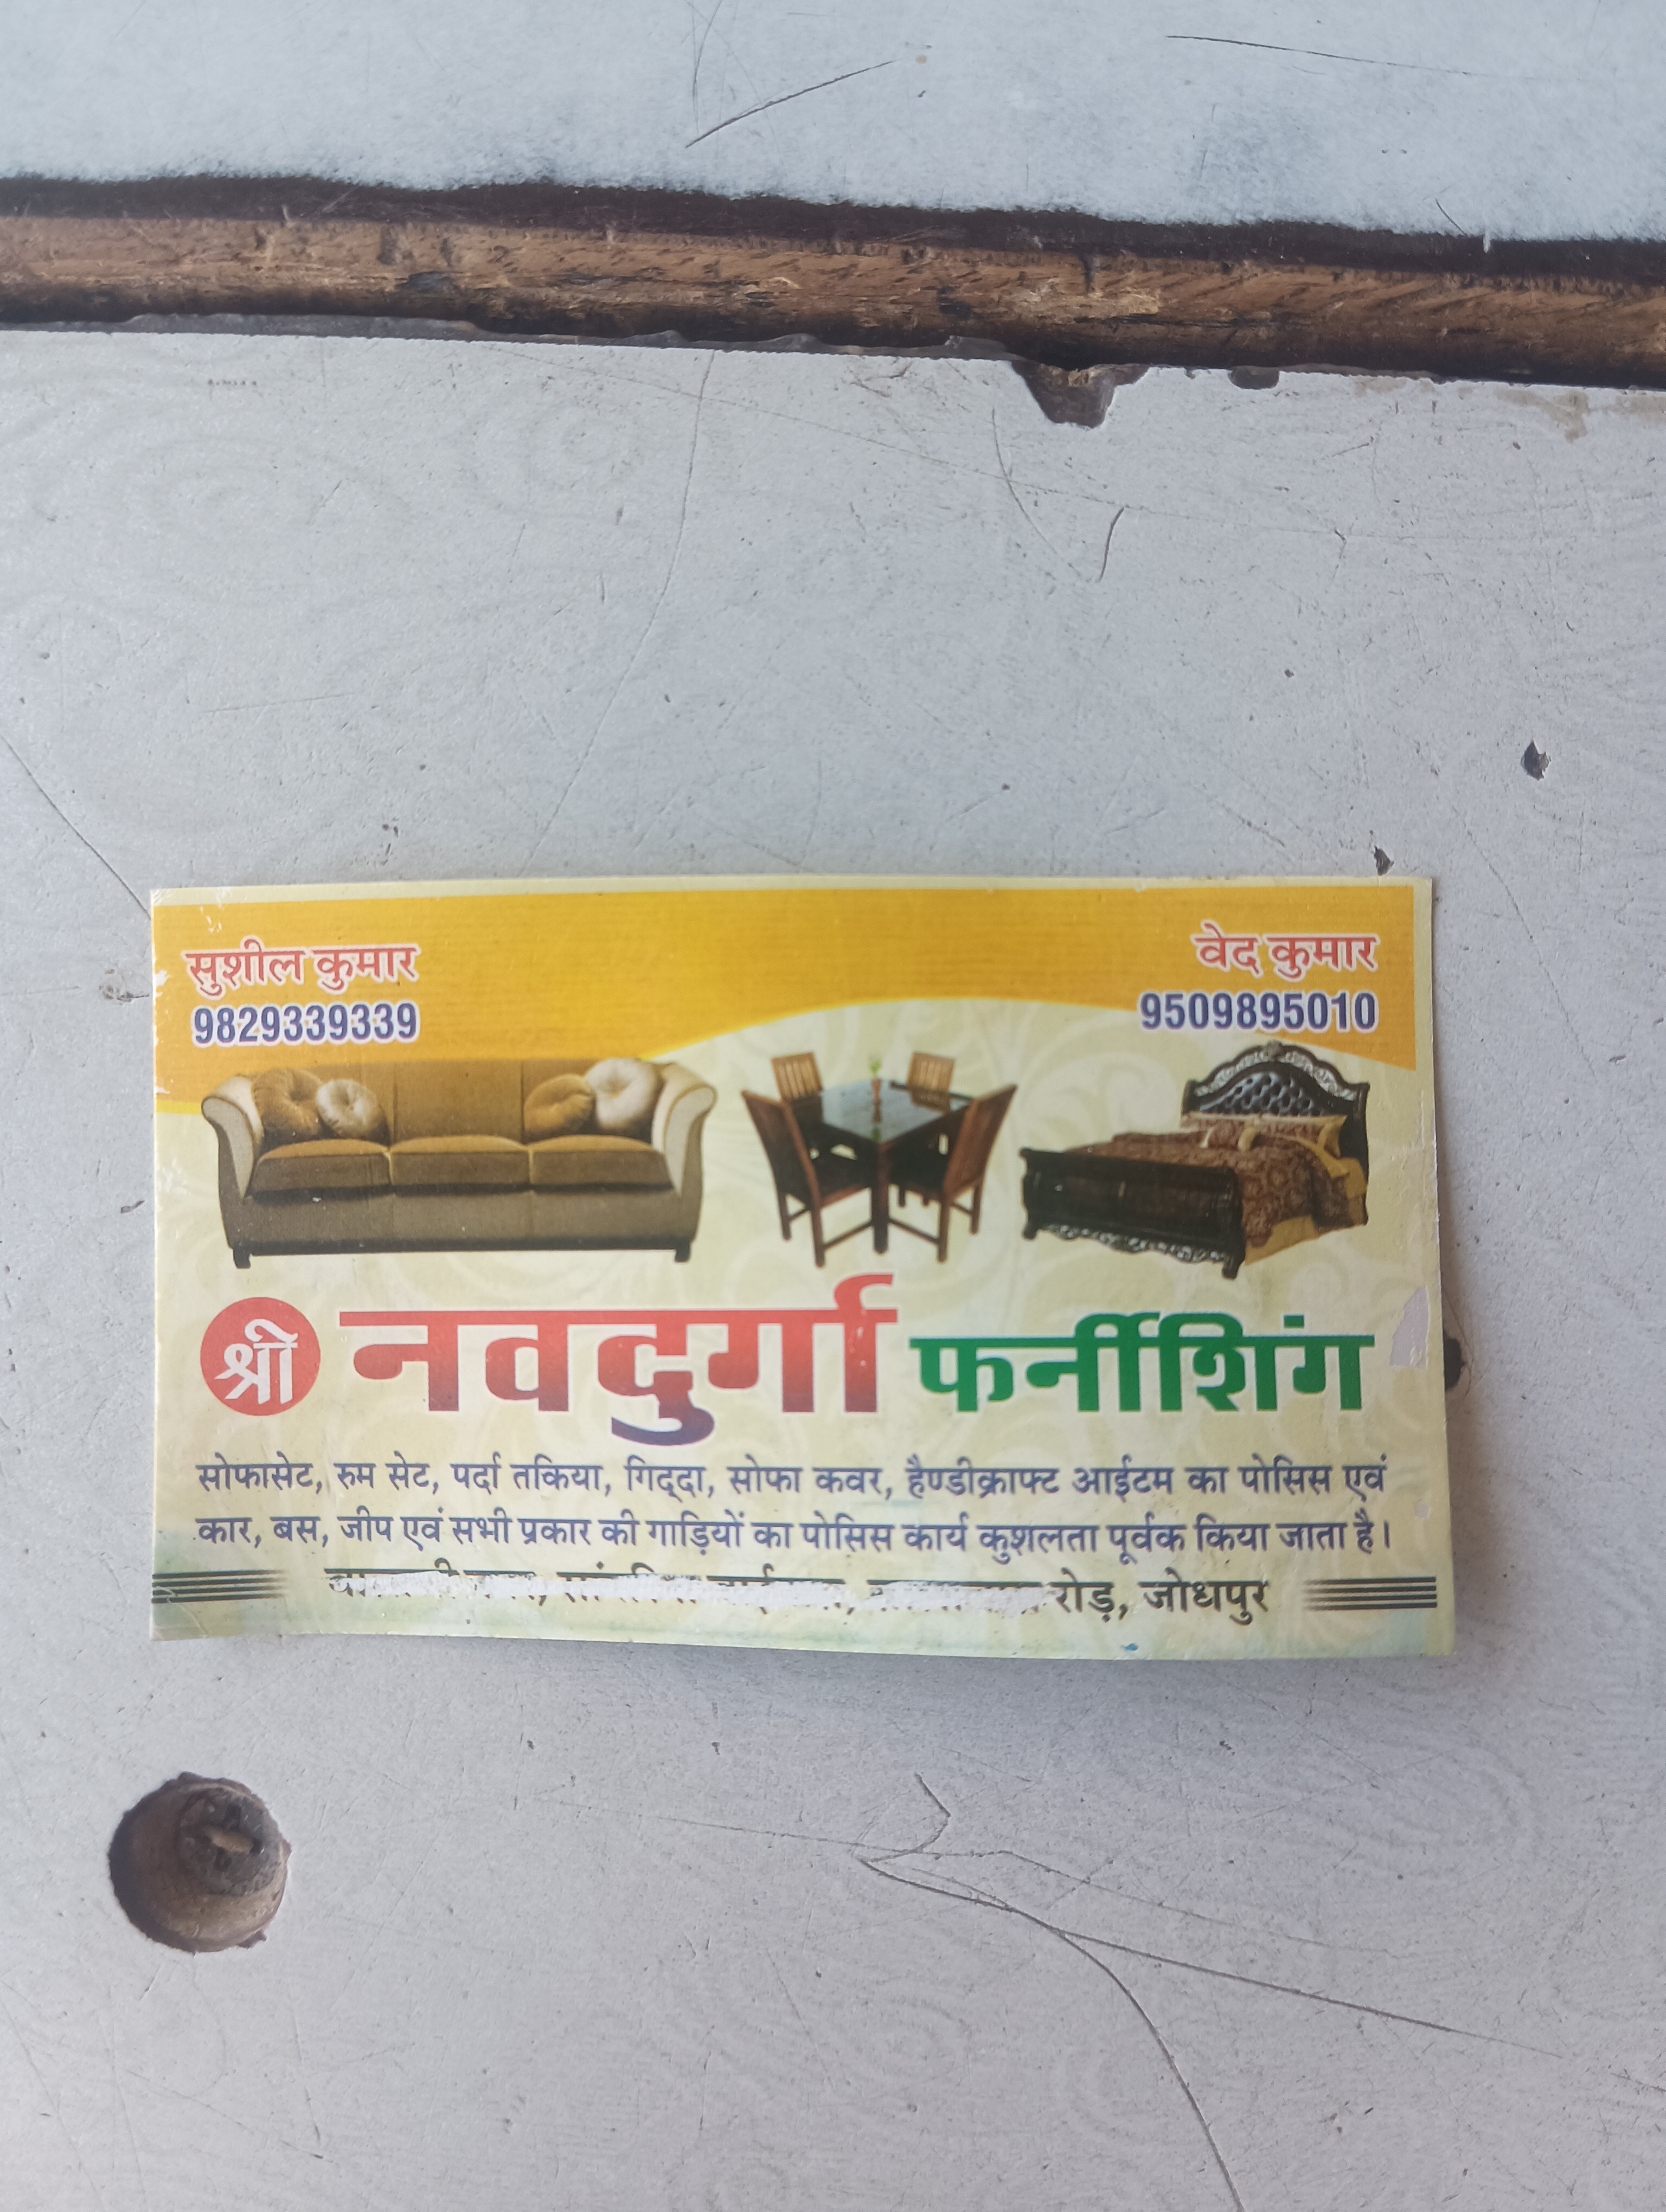 सुशील कुमार
9829339339
वेद कुमार
9509895010
श्री नवदुर्गा फर्नीशिंग
सोफासेट, रुम सेट, पर्दा तकिया, गिद्दा, सोफा कवर, हैण्डीक्राफ्ट आईटम का पोसिस एवं
कार, बस, जीप एवं सभी प्रकार की गाड़ियों का पोसिस कार्य कुशलता पूर्वक किया जाता है।
रोड़, जोधपुर